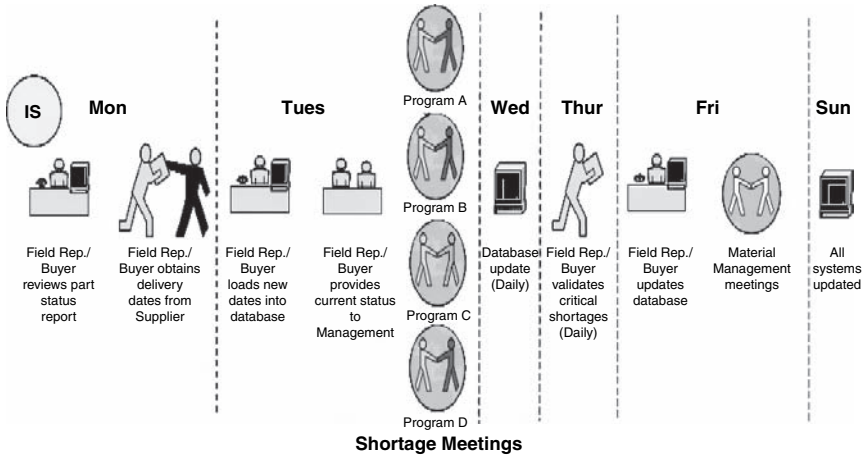 IS
Mon
Field Rep./
Buyer
reviews part
status
report
Field Rep./
Buyer obtains
delivery
dates from
Supplier
Tues
Field Rep./
Buyer
loads new
dates into
database
Field Rep./
Buyer
provides
current status
to
Management
Program A
Program B
Program C
Program D
Wed
Database
update
(Daily)
Thur
Field Rep./
Buyer
validates
critical
shortages
(Daily)
Fri
Field Rep./
Buyer
updates
database
Material
Management
meetings
Sun
All
systems
updated
Shortage Meetings